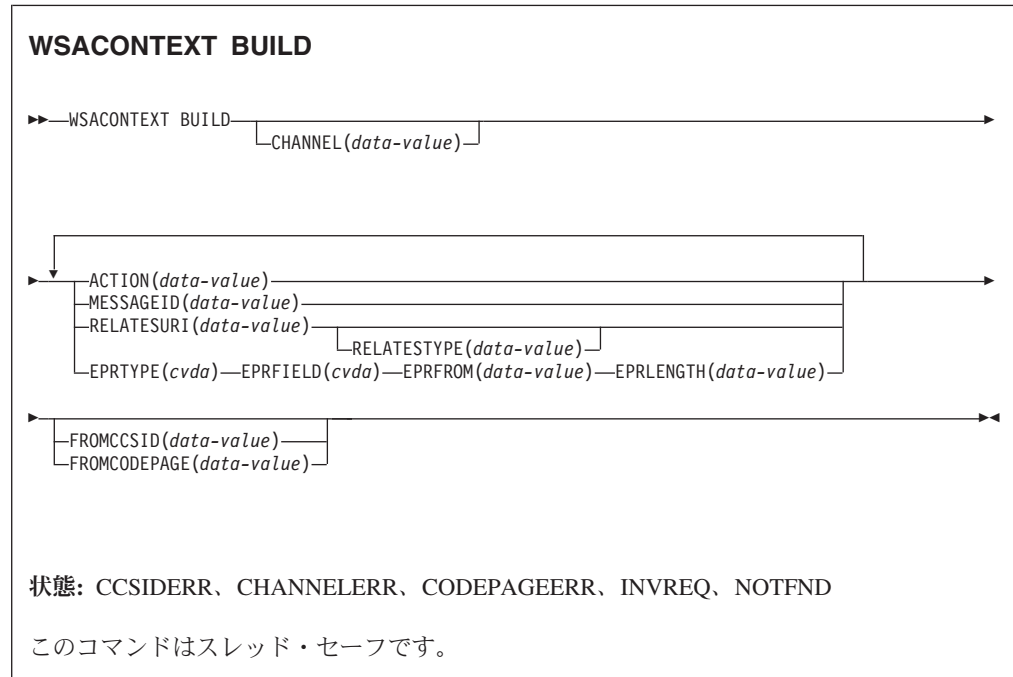 WSACONTEXT BUILD
WSACONTEXT BUILD
CHANNEL(data-value)
ACTION(data-value)
MESSAGEID(data-value)
RELATESURI(data-value)
RELATESTYPE(data-value)
EPRTYPE(cvda) EPRFIELD(cvda) EPRFROM(data-value) EPRLENGTH(data-value)
FROMCCSID(data-value)
FROMCODEPAGE(data-value)
状態: CCSIDERR、CHANNELERR、CODEPAGEERR、INVREQ、NOTFND
このコマンドはスレッド・セーフです。